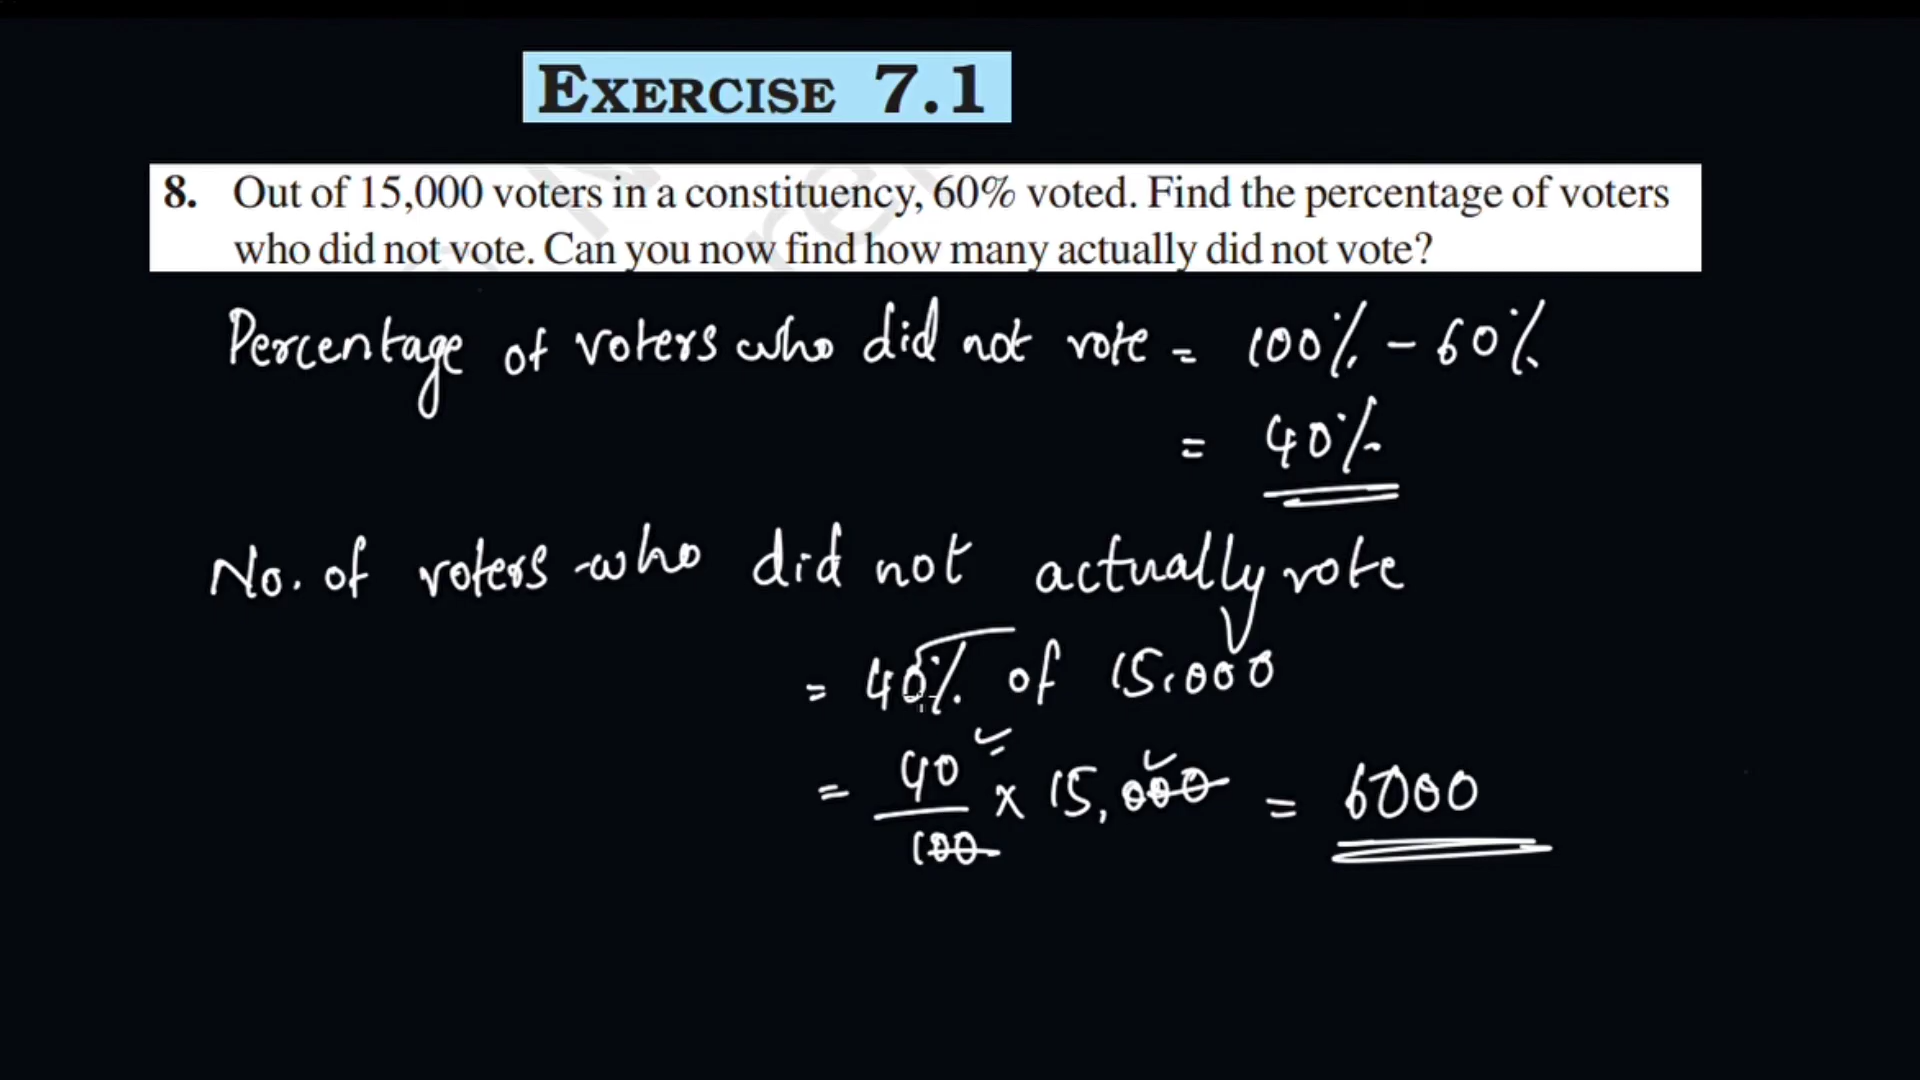 EXERCISE 7.1
8. Out of 15,000 voters in a constituency, 60% voted. Find the percentage of voters
who did not vote. Can you now find how many actually did not vote?
Percentage of voters who did not vote = 100% - 60%
= 40%
No. of voters who did not actually vote
= 40% of 15,000
= 40/100 x 15,000 = 6000